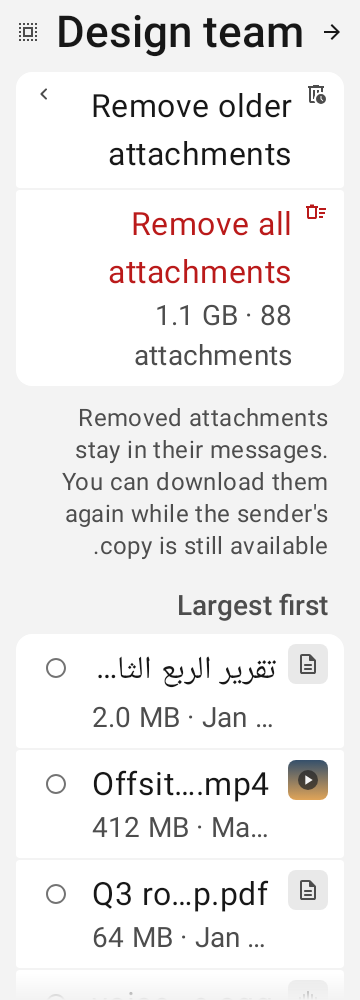 Design team
Remove older
attachments
Remove all
attachments
1.1 GB · 88
attachments
Removed attachments
stay in their messages.
You can download them
again while the sender's
.copy is still available
Largest first
تقرير الربع الثا...
2.0 MB · Jan ...
Offsit....mp4
412 MB · Ma...
Q3 ro...p.pdf
64 MB · Jan ...